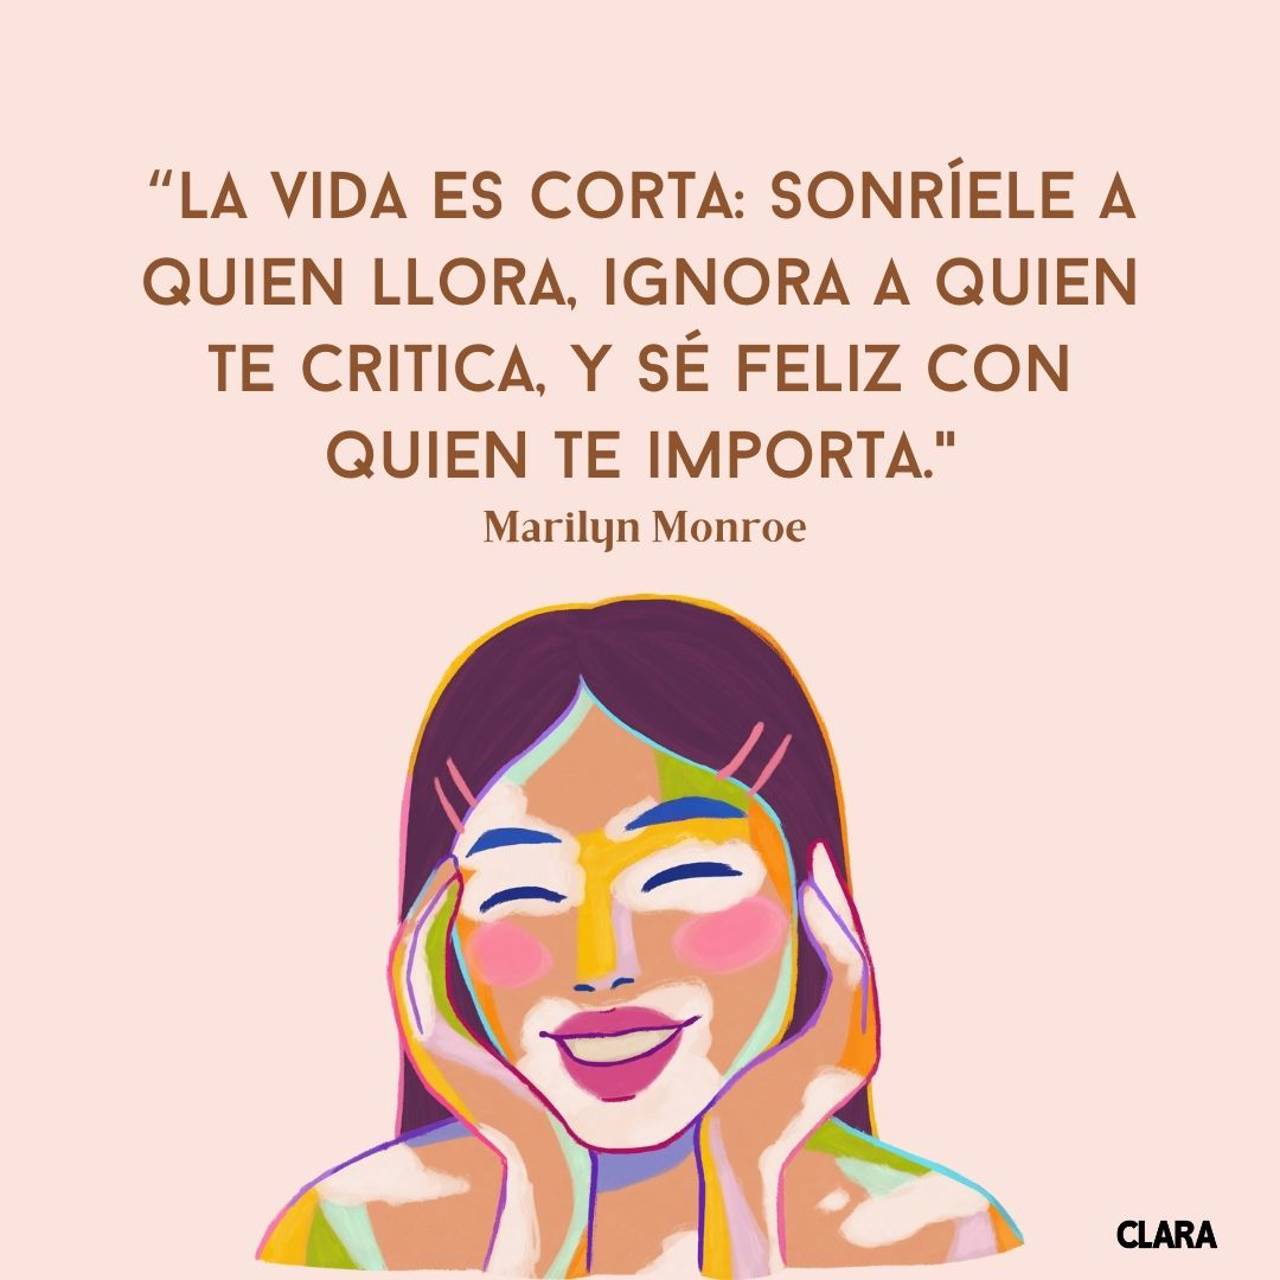 “LA VIDA ES CORTA: SONRÍELE A
QUIEN LLORA, IGNORA A QUIEN
TE CRITICA, Y SÉ FELIZ CON
QUIEN TE IMPORTA."
Marilyn Monroe
CLARA